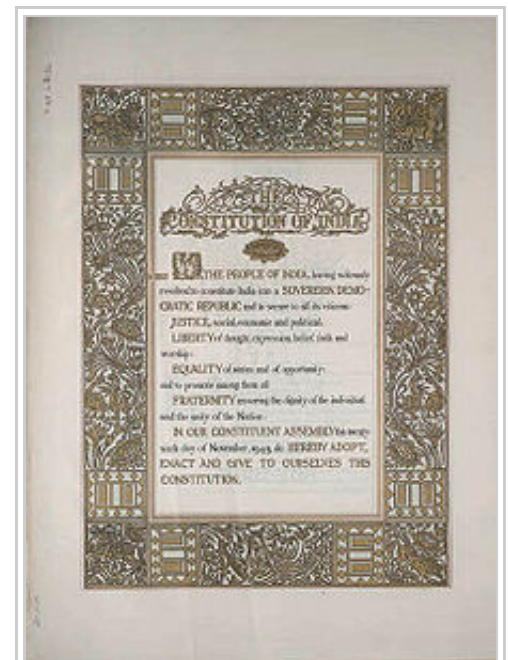 THE
CONSTITUTION OF INDIA
WE, THE PEOPLE OF INDIA, having solemnly
resolved to constitute India into a SOVEREIGN DEMO-
CRATIC REPUBLIC and to secure to all its citizens:
JUSTICE, social, economic and political;
LIBERTY of thought, expression, belief, faith and
worship;
EQUALITY of status and of opportunity;
and to promote among them all
FRATERNITY assuring the dignity of the individual
and the unity of the Nation;
IN OUR CONSTITUENT ASSEMBLY this twenty-
sixth day of November, 1949, do HEREBY ADOPT,
ENACT AND GIVE TO OURSELVES THIS
CONSTITUTION.